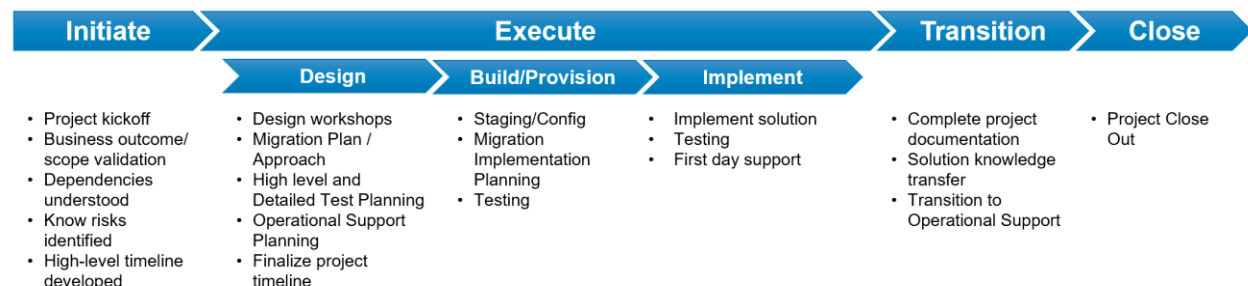 Initiate
Execute
Transition
Close
Design
Build/Provision
Implement
• Project kickoff
• Business outcome/
scope validation
• Dependencies
understood
• Know risks
identified
• High-level timeline
developed
• Design workshops
• Migration Plan /
Approach
• High level and
Detailed Test Planning
• Operational Support
Planning
• Finalize project
timeline
• Staging/Config
• Migration
Implementation
Planning
• Testing
• Implement solution
• Testing
• First day support
• Complete project
documentation
• Solution knowledge
transfer
• Transition to
Operational Support
• Project Close
Out